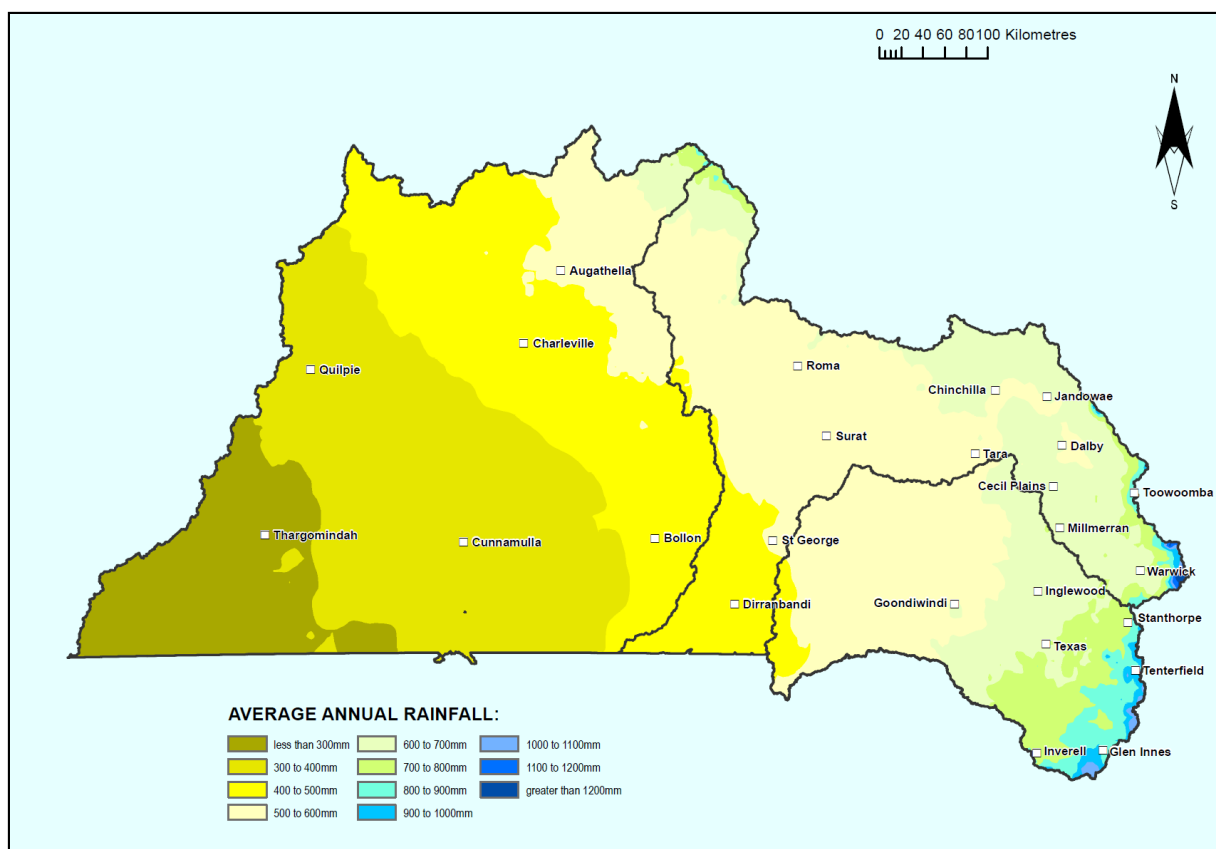 0 20 40 60 80 100 Kilometres
N
S
Augathella
Charleville
Quilpie
Roma
Chinchilla
Jandowae
Surat
Dalby
Tara
Cecil Plains
Toowoomba
Millmerran
Thargomindah
Cunnamulla
Bollon
St George
Warwick
Inglewood
Dirranbandi
Goondiwindi
Stanthorpe
Texas
Tenterfield
Inverell
Glen Innes
AVERAGE ANNUAL RAINFALL:
less than 300mm
300 to 400mm
400 to 500mm
500 to 600mm
600 to 700mm
700 to 800mm
800 to 900mm
900 to 1000mm
1000 to 1100mm
1100 to 1200mm
greater than 1200mm